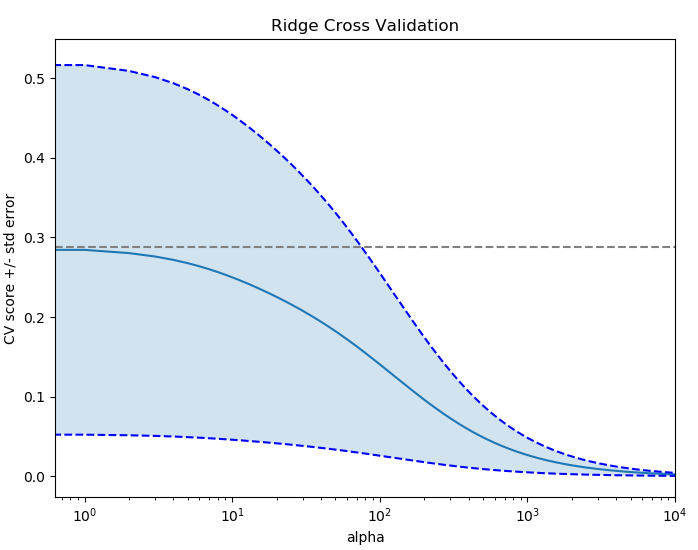 Ridge Cross Validation
CV score +/- std error
0.5
0.4
0.3
0.2
0.1
0.0
10⁰ 10¹ 10² 10³ 10⁴
alpha